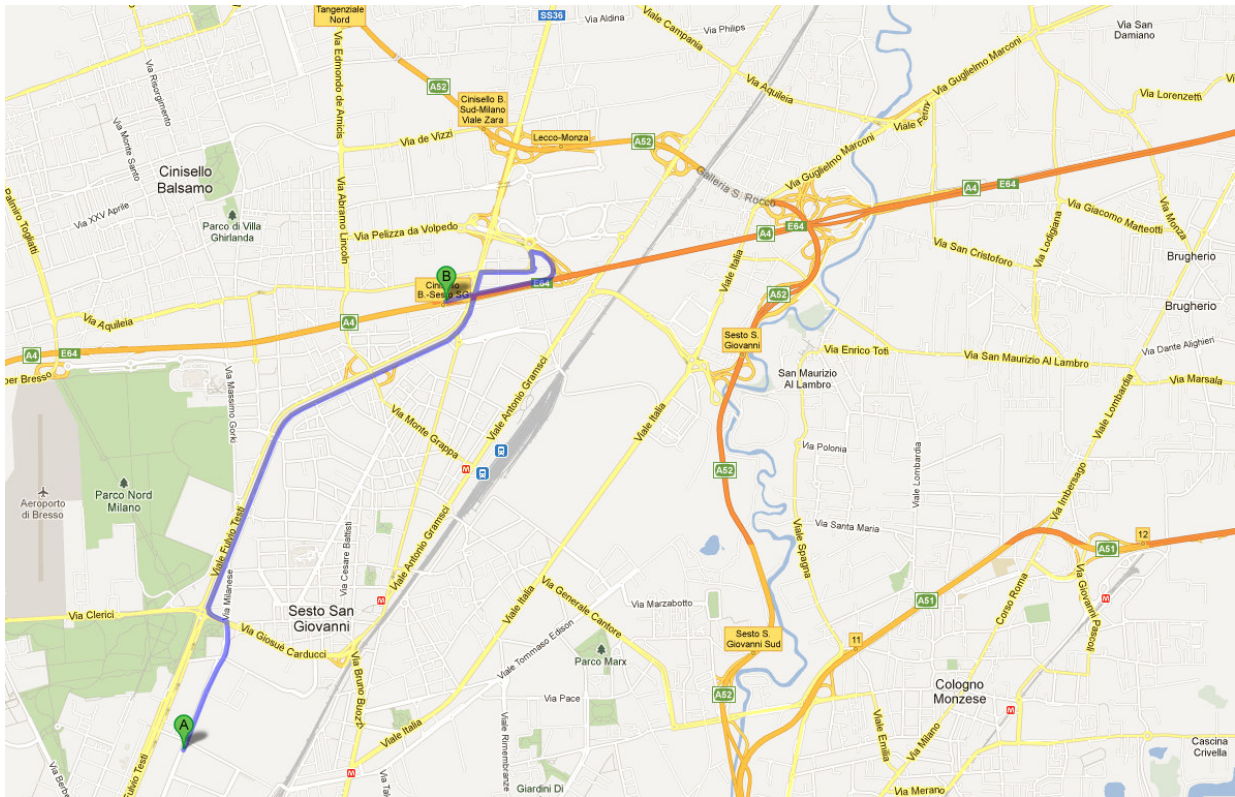 Tangenziale
Nord
SS36
Via Aldina
Viale Campania
Via Philips
Via San
Damiano
Via Risorgimento
Via Edmondo de Amicis
A52
Via Guglielmo Marconi
Via Aquileia
Via Lorenzetti
Cinisello B.
Sud-Milano
Viale Zara
Via Monte Santo
Via de Vizzi
Lecco-Monza
A52
Viale Fermi
Via Guglielmo Marconi
Cinisello
Balsamo
Galleria S. Rocco
A4
E64
Palmiro Togliatti
Via XXV Aprile
Parco di Villa
Ghirlanda
Via Abramo Lincoln
Via Pelizza da Volpedo
A4
E64
Via Giacomo Matteotti
Via Lodigiana
Via Monza
Via San Cristoforo
Brugherio
Viale Italia
B
Cinisello
B.-Sesto SG
E64
A52
Brugherio
Via Aquileia
A4
A4
E64
Sesto S.
Giovanni
Via Enrico Toti
Via San Maurizio Al Lambro
Via Dante Alighieri
per Bresso
San Maurizio
Al Lambro
Via Marsala
Via Massimo Gorki
Via Monte Grappa
Viale Antonio Gramsci
Viale Italia
Viale Lombardia
Via Polonia
M
A52
Viale Lombardia
Aeroporto
di Bresso
Parco Nord
Milano
Via Imbersago
Viale Fulvio Testi
Via Cesare Battisti
Viale Antonio Gramsci
Via Santa Maria
Viale Spagna
12
A51
Via Clerici
Via Milanese
Sesto San
Giovanni
M
Via Generale Cantore
Viale Italia
Via Marzabotto
M
A51
Corso Roma
Via Giovanni Pascoli
M
Via Giosuè Carducci
Viale Tommaso Edison
Sesto S.
Giovanni Sud
11
Parco Marx
Via Bruno Buozzi
Via Pace
A52
Cologno
Monzese
M
A
Viale Italia
Viale Rimembranze
Viale Emilia
Via Milano
Cascina
Crivella
Viale Fulvio Testi
M
Giardini Di
Via Merano